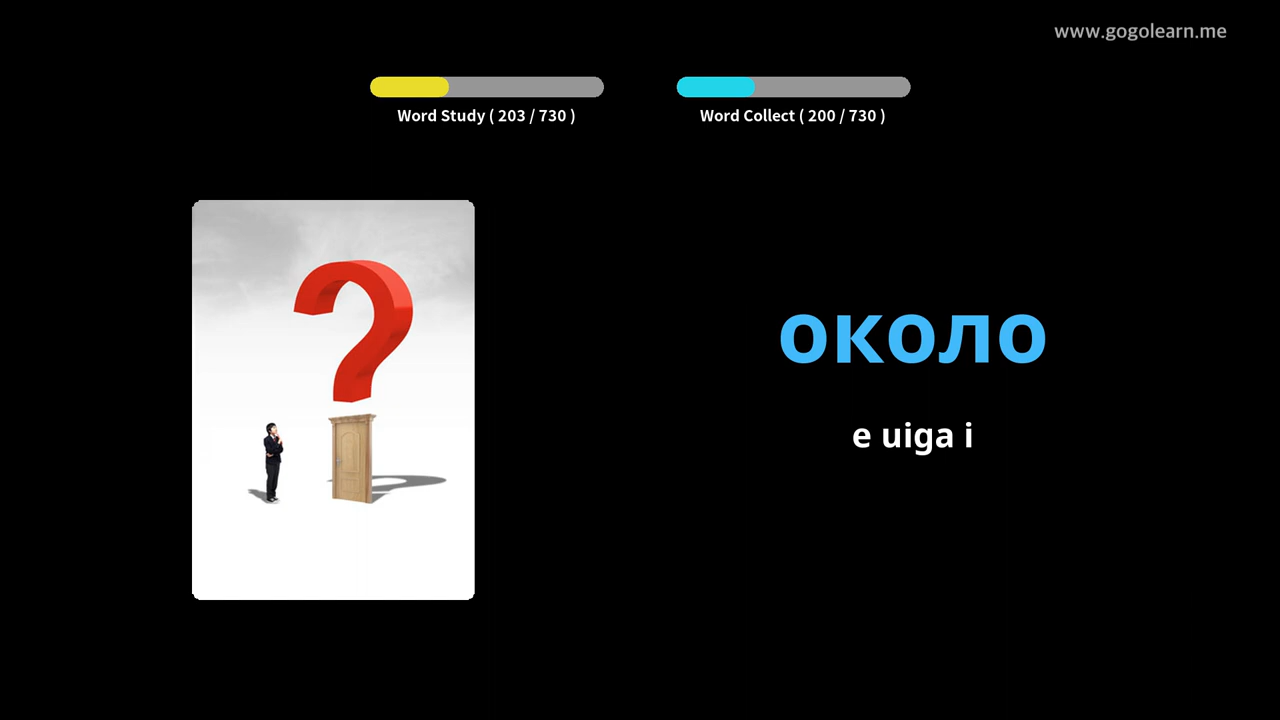 www.gogolearn.me
Word Study ( 203 / 730 )
Word Collect ( 200 / 730 )
около
e uiga i